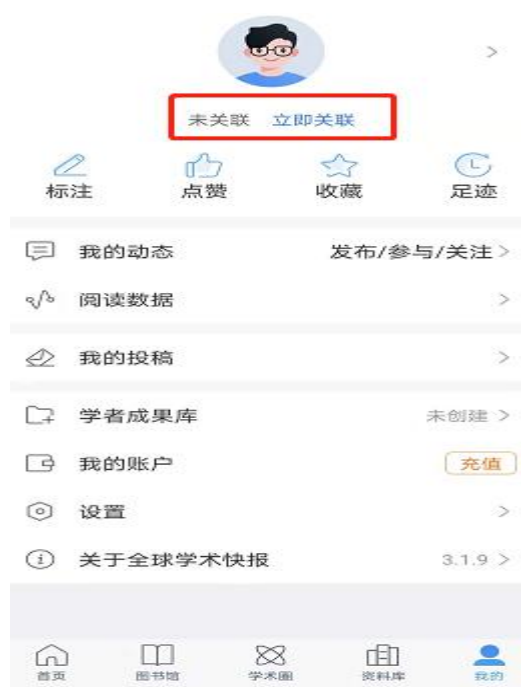 未关联 立即关联
标注 点赞 收藏 足迹
我的动态 发布/参与/关注
阅读数据
我的投稿
学者成果库 未创建
我的账户 充值
设置
关于全球学术快报 3.1.9
首页 图书馆 学术圈 资料库 我的